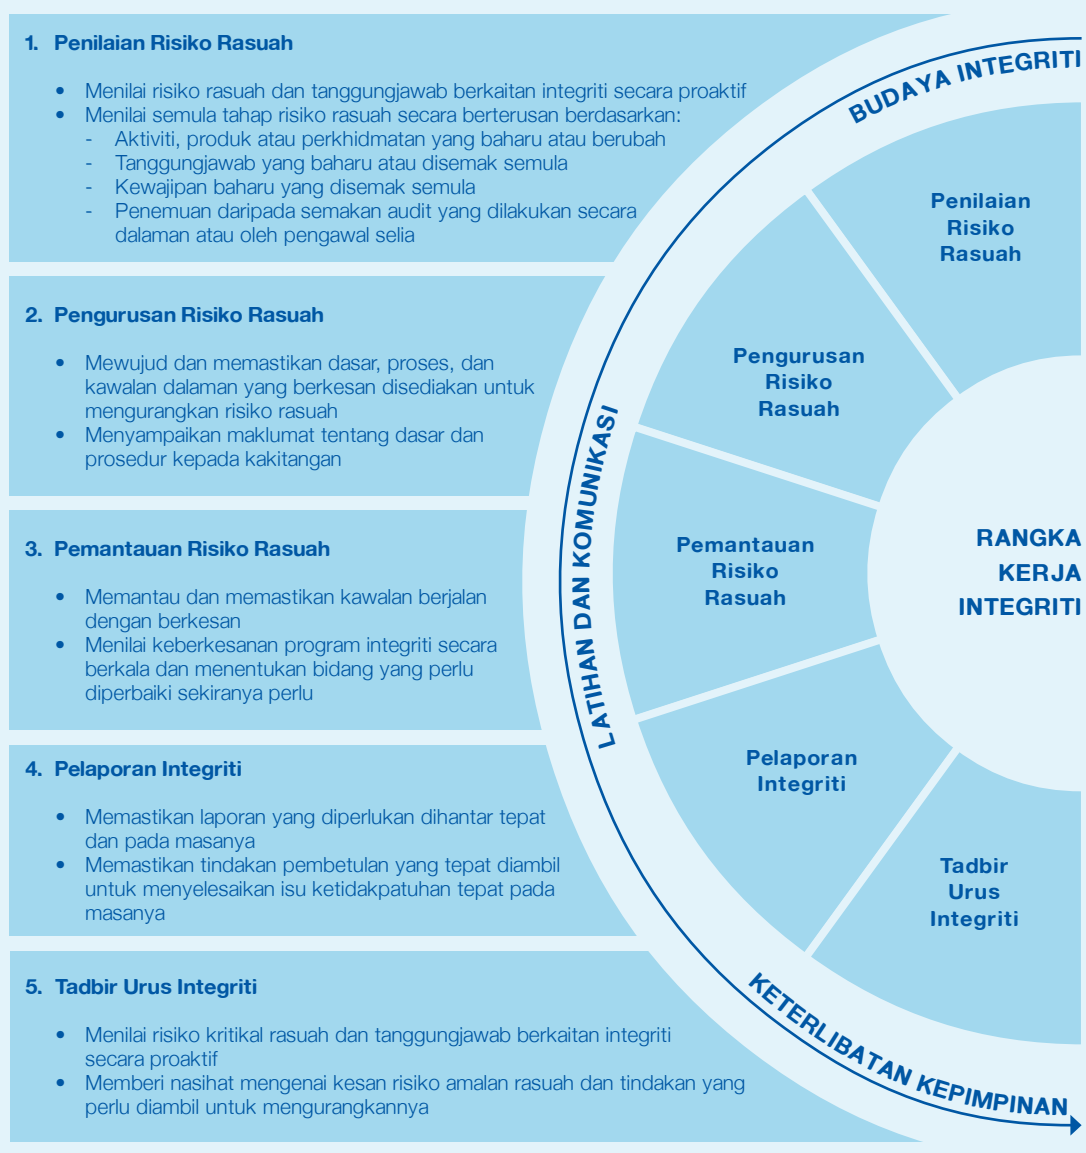 1. Penilaian Risiko Rasuah
• Menilai risiko rasuah dan tanggungjawab berkaitan integriti secara proaktif
• Menilai semula tahap risiko rasuah secara berterusan berdasarkan:
- Aktiviti, produk atau perkhidmatan yang baharu atau berubah
- Tanggungjawab yang baharu atau disemak semula
- Kewajipan baharu yang disemak semula
- Penemuan daripada semakan audit yang dilakukan secara
dalaman atau oleh pengawal selia
2. Pengurusan Risiko Rasuah
• Mewujud dan memastikan dasar, proses, dan
kawalan dalaman yang berkesan disediakan untuk
mengurangkan risiko rasuah
• Menyampaikan maklumat tentang dasar dan
prosedur kepada kakitangan
3. Pemantauan Risiko Rasuah
• Memantau dan memastikan kawalan berjalan
dengan berkesan
• Menilai keberkesanan program integriti secara
berkala dan menentukan bidang yang perlu
diperbaiki sekiranya perlu
4. Pelaporan Integriti
• Memastikan laporan yang diperlukan dihantar tepat
dan pada masanya
• Memastikan tindakan pembetulan yang tepat diambil
untuk menyelesaikan isu ketidakpatuhan tepat pada
masanya
5. Tadbir Urus Integriti
• Menilai risiko kritikal rasuah dan tanggungjawab berkaitan integriti
secara proaktif
• Memberi nasihat mengenai kesan risiko amalan rasuah dan tindakan yang
perlu diambil untuk mengurangkannya
BUDAYA INTEGRITI
LATIHAN DAN KOMUNIKASI
KETERLIBATAN KEPIMPINAN
Penilaian
Risiko
Rasuah
Pengurusan
Risiko
Rasuah
Pemantauan
Risiko
Rasuah
Pelaporan
Integriti
Tadbir
Urus
Integriti
RANGKA
KERJA
INTEGRITI